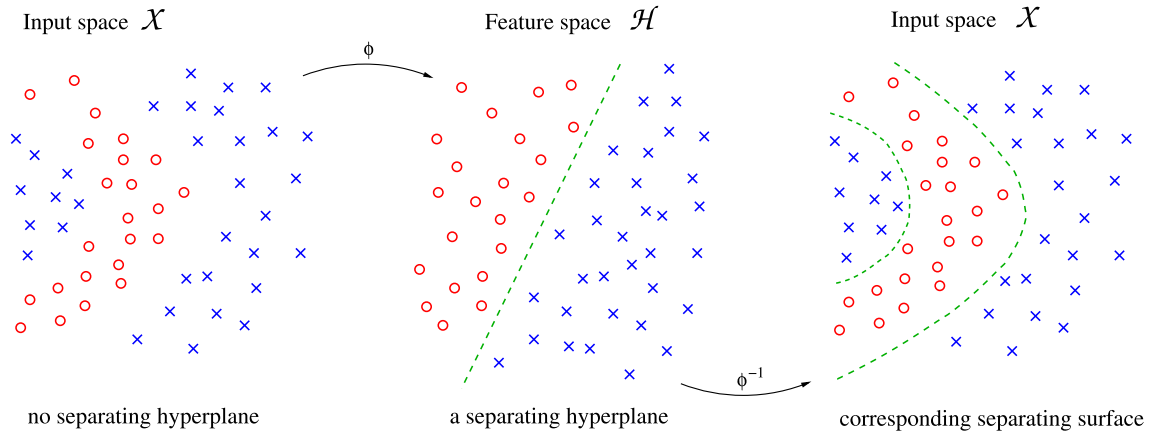 Input space 𝒳
Feature space ℋ
Input space 𝒳
ϕ
ϕ⁻¹
no separating hyperplane
a separating hyperplane
corresponding separating surface